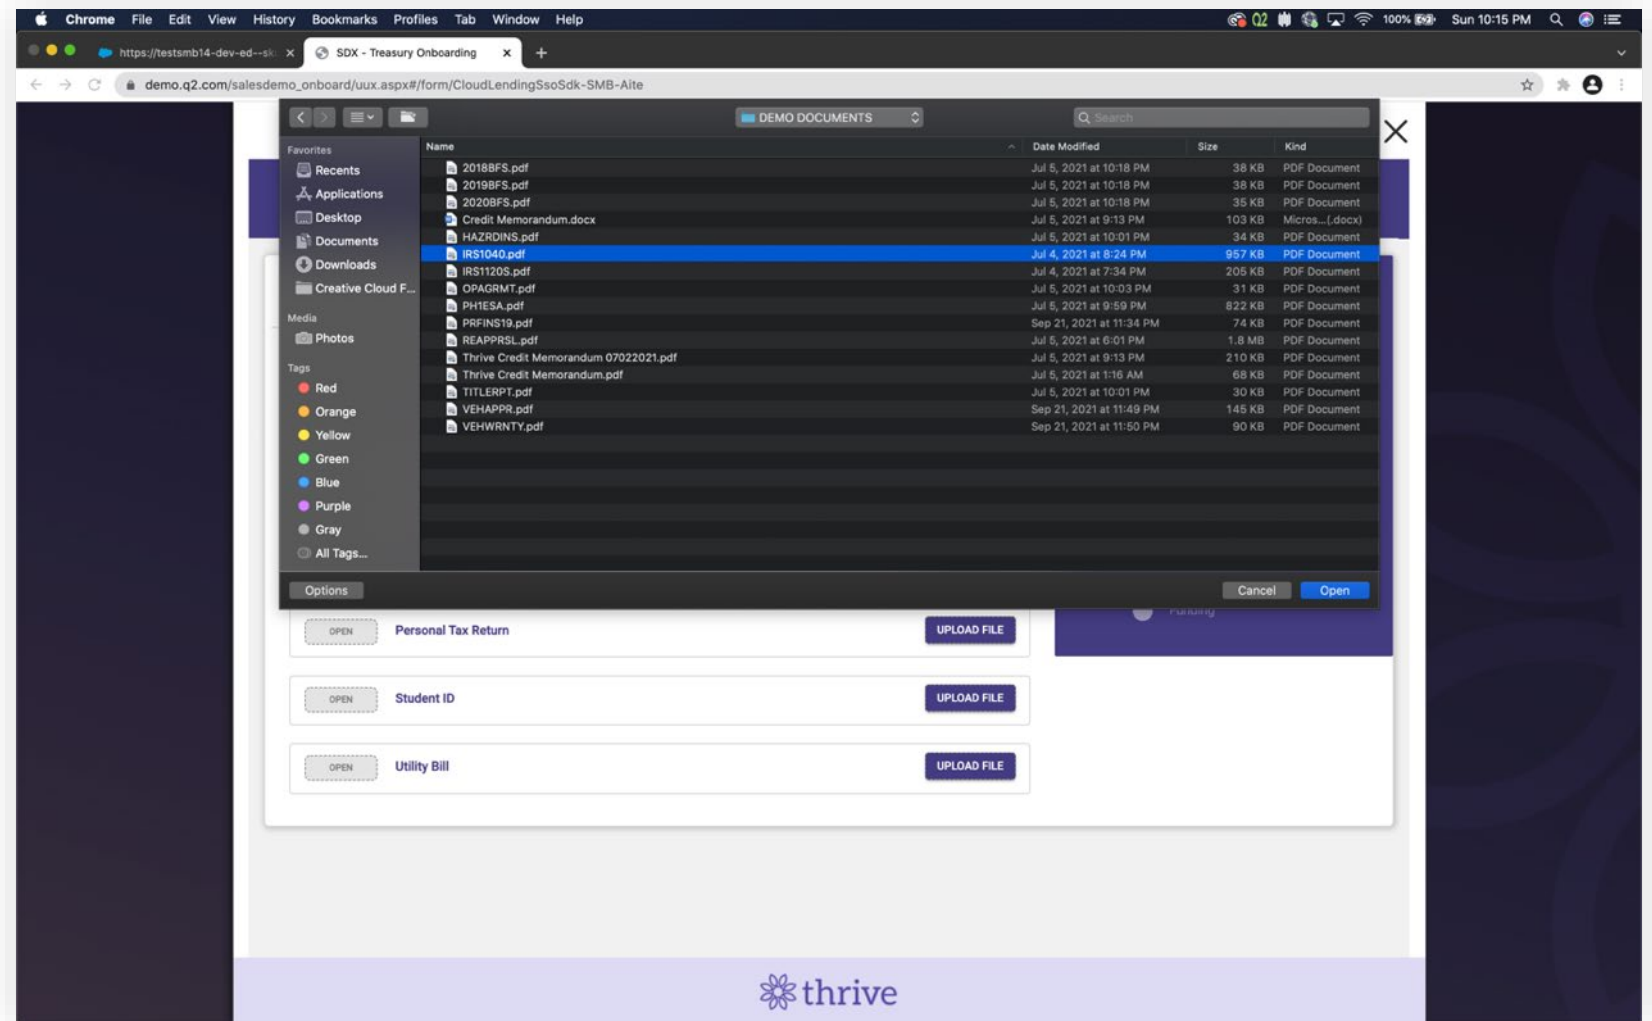 Chrome File Edit View History Bookmarks Profiles Tab Window Help Q2 100% Sun 10:15 PM
https://testsmb14-dev-ed--sk SDX - Treasury Onboarding
demo.q2.com/salesdemo_onboard/uux.aspx#/form/CloudLendingSsoSdk-SMB-Aite
DEMO DOCUMENTS Search
Favorites Name Date Modified Size Kind
Recents
Applications
Desktop
Documents
Downloads
Creative Cloud F...
Media
Photos
Tags
Red
Orange
Yellow
Green
Blue
Purple
Gray
All Tags...
2018BFS.pdf Jul 5, 2021 at 10:18 PM 38 KB PDF Document
2019BFS.pdf Jul 5, 2021 at 10:18 PM 38 KB PDF Document
2020BFS.pdf Jul 5, 2021 at 10:18 PM 35 KB PDF Document
Credit Memorandum.docx Jul 5, 2021 at 9:13 PM 103 KB Micros...(.docx)
HAZRDINS.pdf Jul 5, 2021 at 10:01 PM 34 KB PDF Document
IRS1040.pdf Jul 4, 2021 at 8:24 PM 957 KB PDF Document
IRS1120S.pdf Jul 4, 2021 at 7:34 PM 205 KB PDF Document
OPAGRMT.pdf Jul 5, 2021 at 10:03 PM 31 KB PDF Document
PH1ESA.pdf Jul 5, 2021 at 9:59 PM 822 KB PDF Document
PRFINS19.pdf Sep 21, 2021 at 11:34 PM 74 KB PDF Document
REAPPRSL.pdf Jul 5, 2021 at 6:01 PM 1.8 MB PDF Document
Thrive Credit Memorandum 07022021.pdf Jul 5, 2021 at 9:13 PM 210 KB PDF Document
Thrive Credit Memorandum.pdf Jul 5, 2021 at 1:16 AM 68 KB PDF Document
TITLERPT.pdf Jul 5, 2021 at 10:01 PM 30 KB PDF Document
VEHAPPR.pdf Sep 21, 2021 at 11:49 PM 145 KB PDF Document
VEHWRNTY.pdf Sep 21, 2021 at 11:50 PM 90 KB PDF Document
Options Cancel Open
Funding
OPEN Personal Tax Return UPLOAD FILE
OPEN Student ID UPLOAD FILE
OPEN Utility Bill UPLOAD FILE
thrive